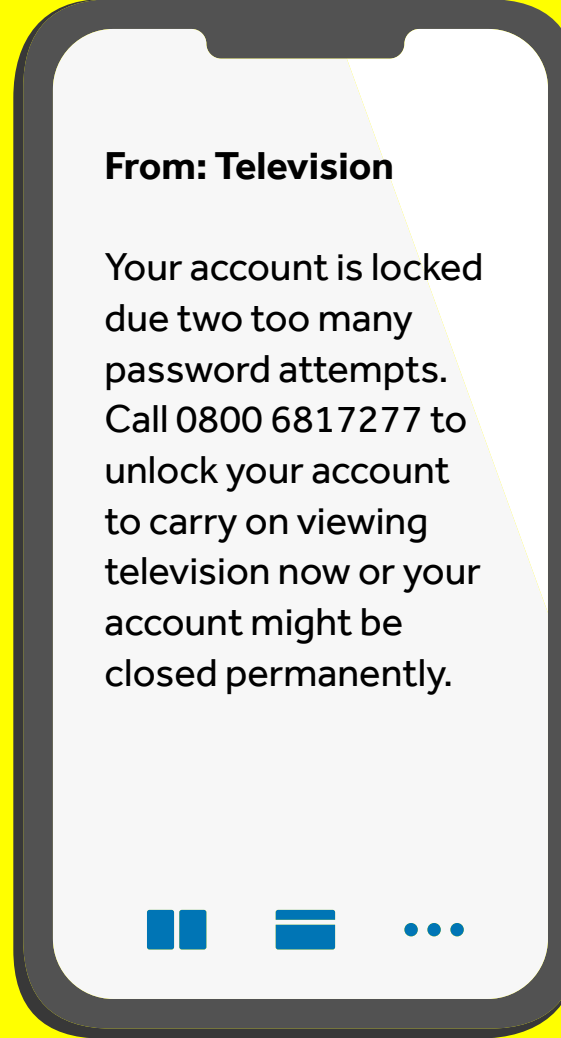 From: Television
Your account is locked
due two too many
password attempts.
Call 0800 6817277 to
unlock your account
to carry on viewing
television now or your
account might be
closed permanently.